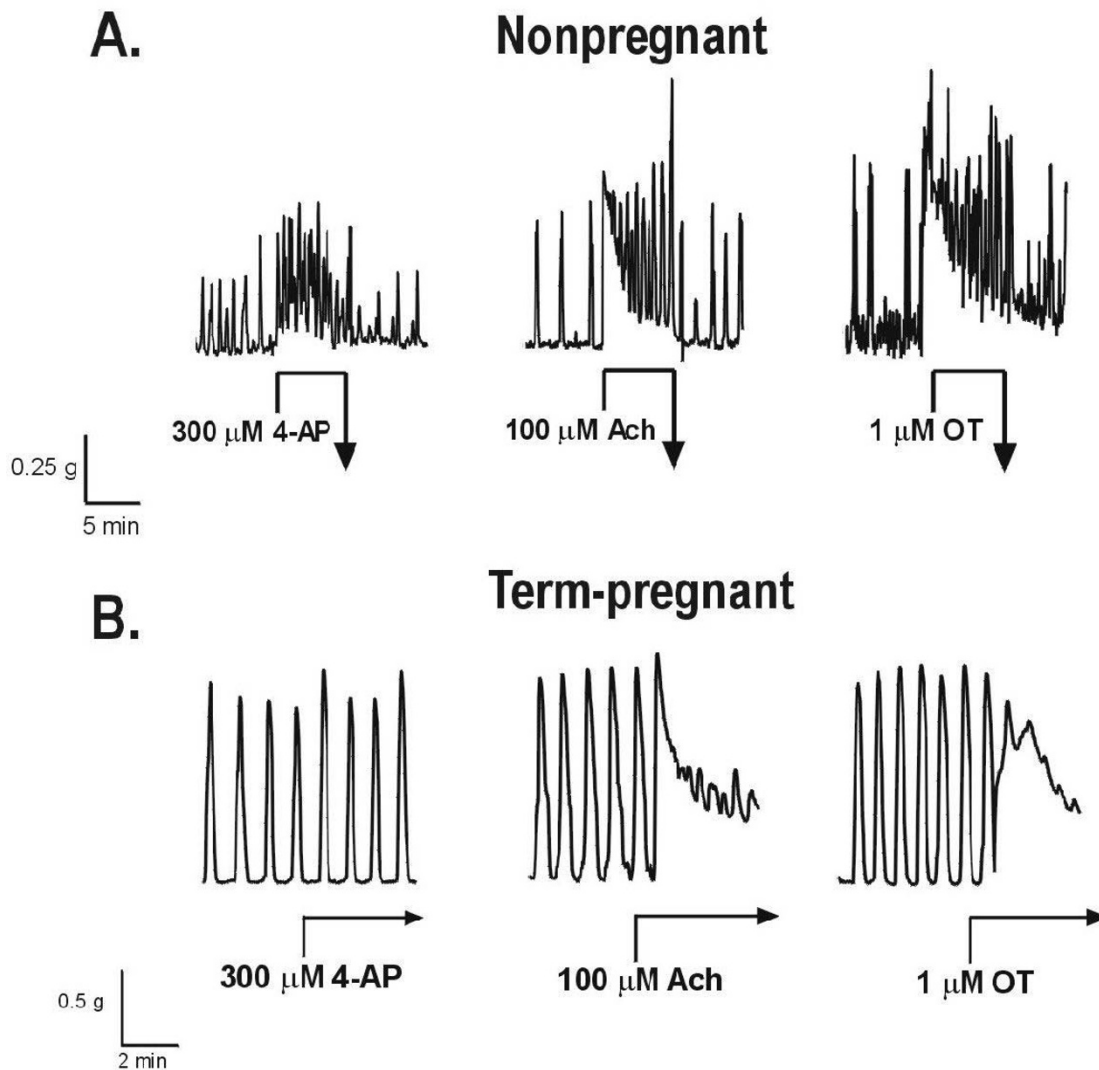 A.
Nonpregnant
300 μM 4-AP
100 μM Ach
1 μM OT
0.25 g
5 min
B.
Term-pregnant
300 μM 4-AP
100 μM Ach
1 μM OT
0.5 g
2 min